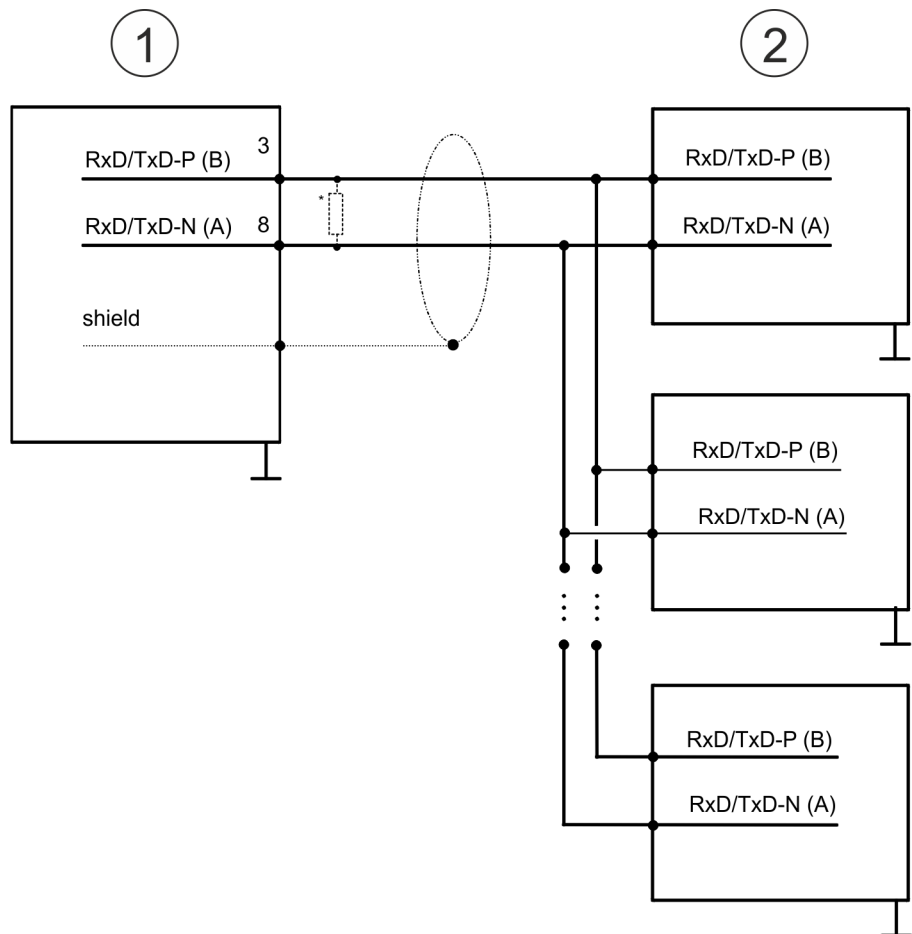 1
2
RxD/TxD-P (B)
3
RxD/TxD-N (A)
8
*
shield
RxD/TxD-P (B)
RxD/TxD-N (A)
RxD/TxD-P (B)
RxD/TxD-N (A)
RxD/TxD-P (B)
RxD/TxD-N (A)